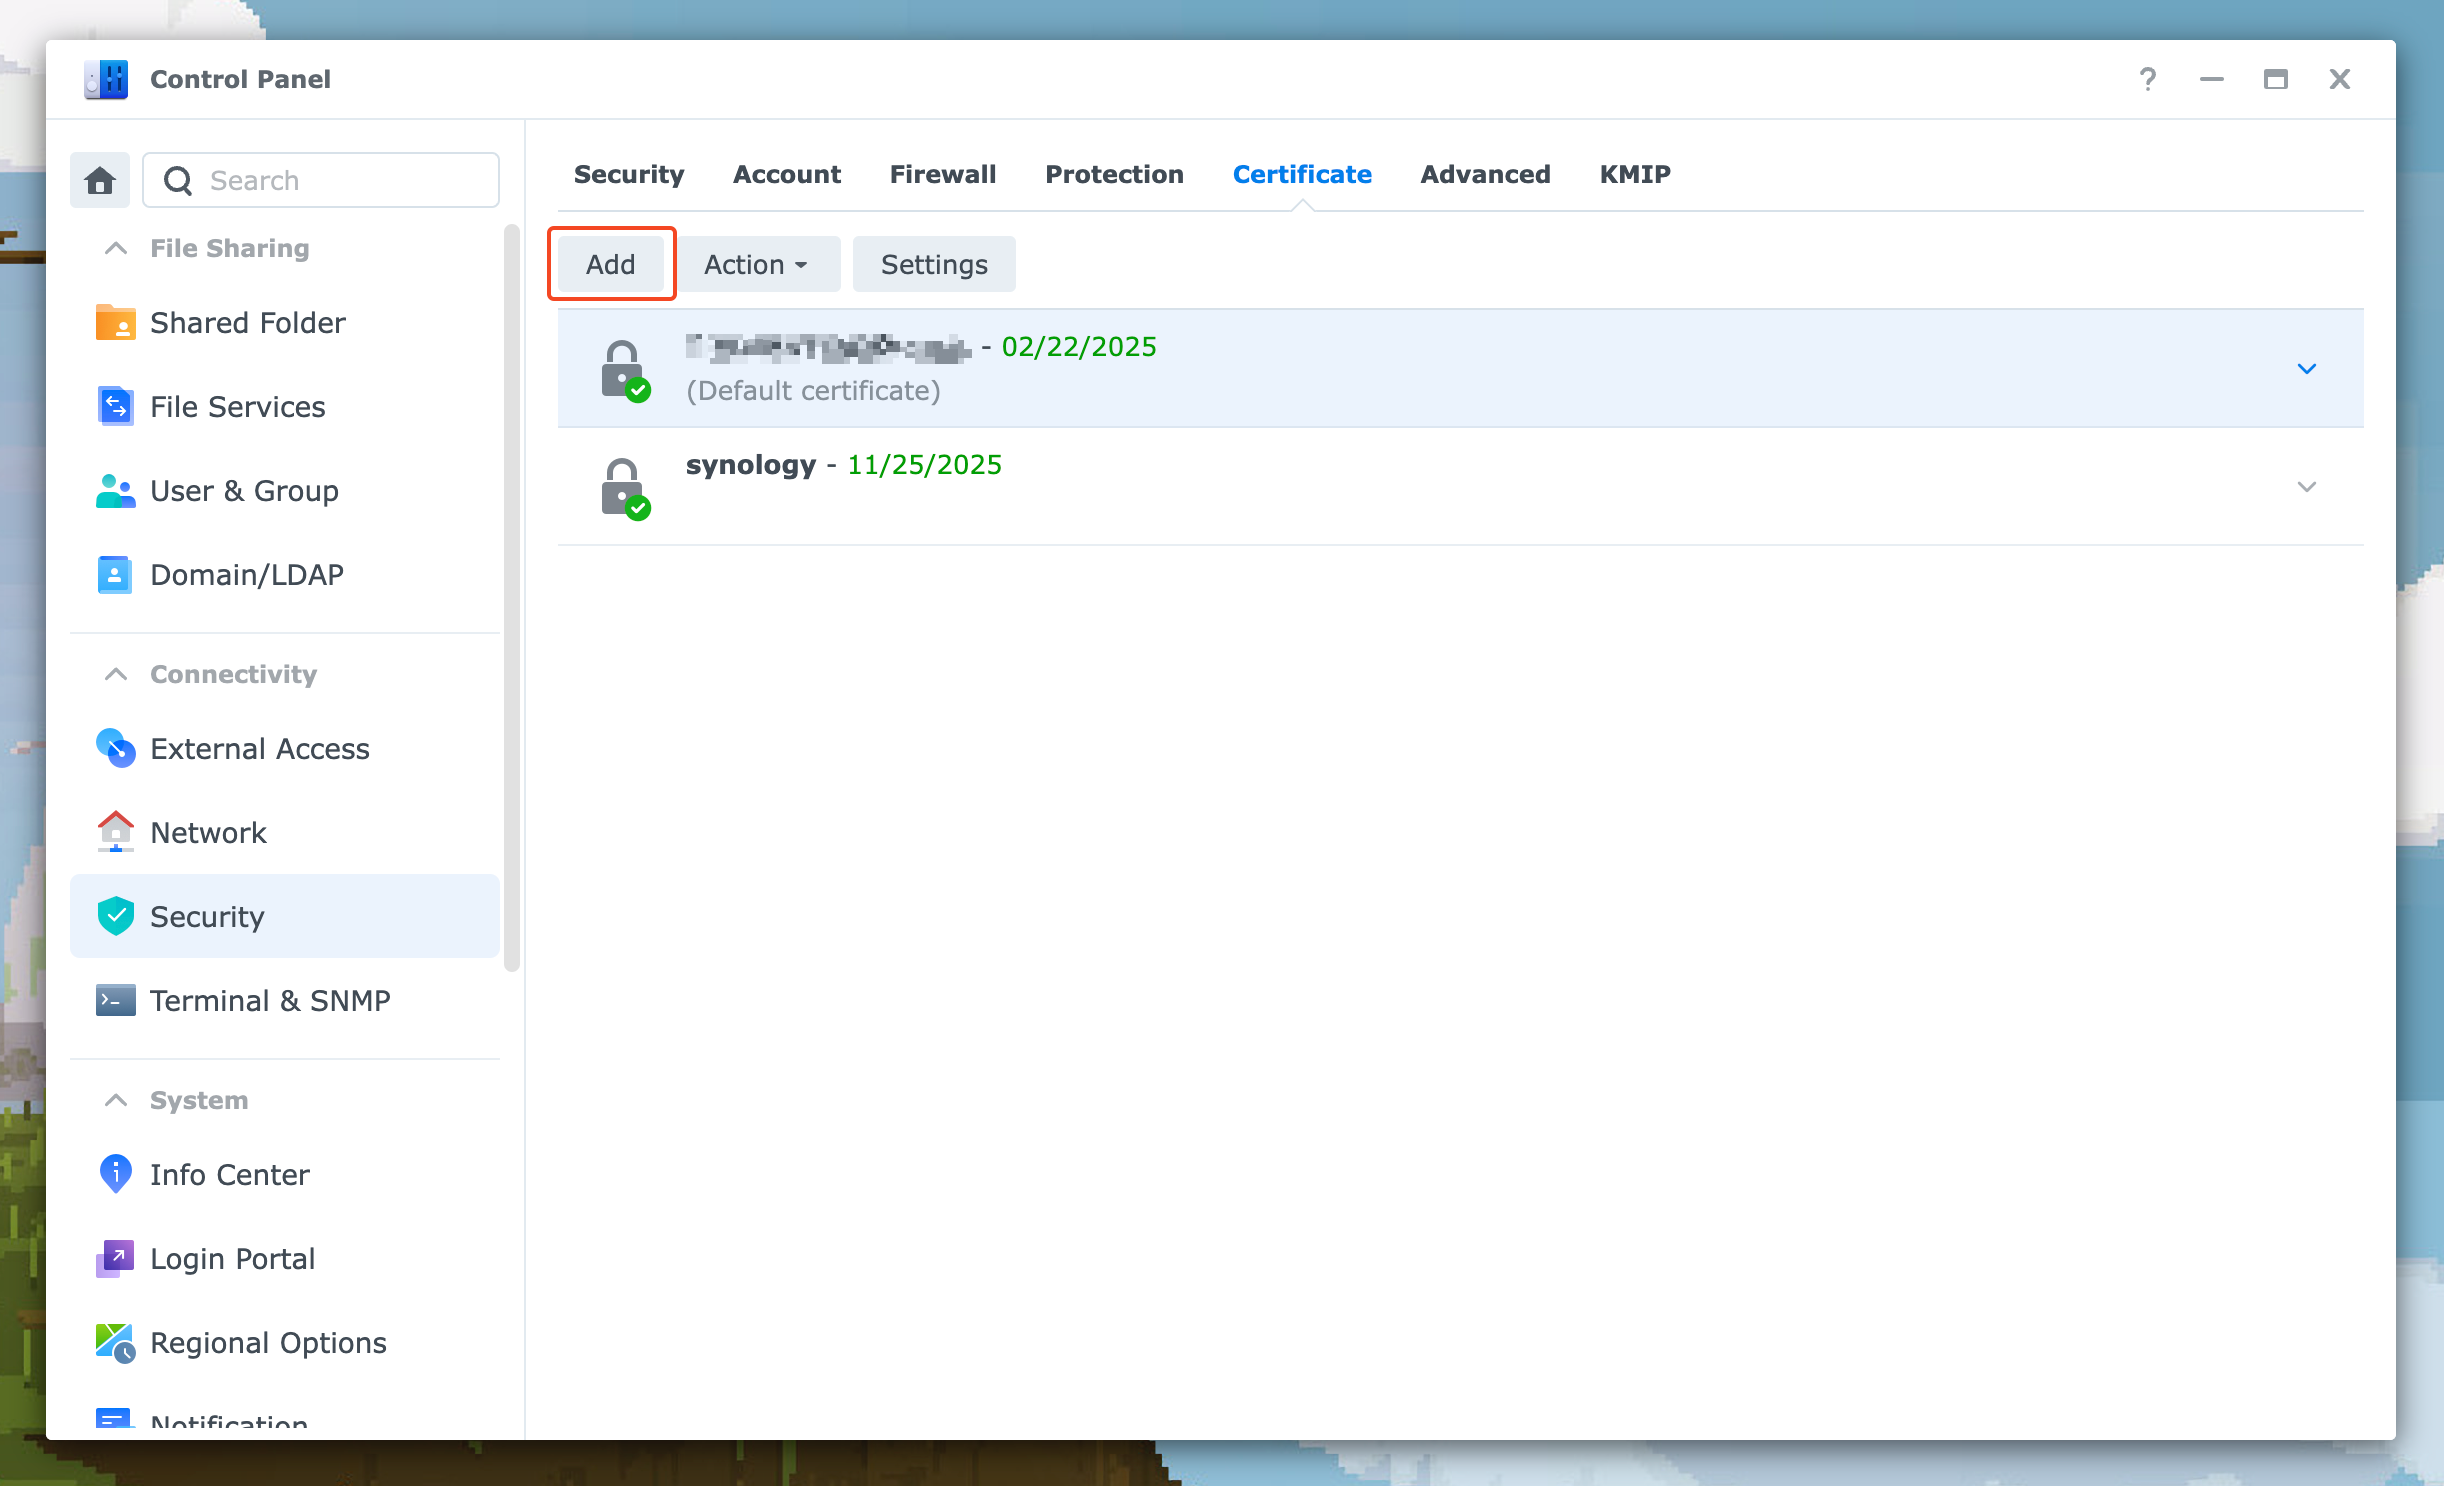 Control Panel
Search
File Sharing
Shared Folder
File Services
User & Group
Domain/LDAP
Connectivity
External Access
Network
Security
Terminal & SNMP
System
Info Center
Login Portal
Regional Options
Notification
Security Account Firewall Protection Certificate Advanced KMIP
Add Action Settings
- 02/22/2025
(Default certificate)
synology - 11/25/2025